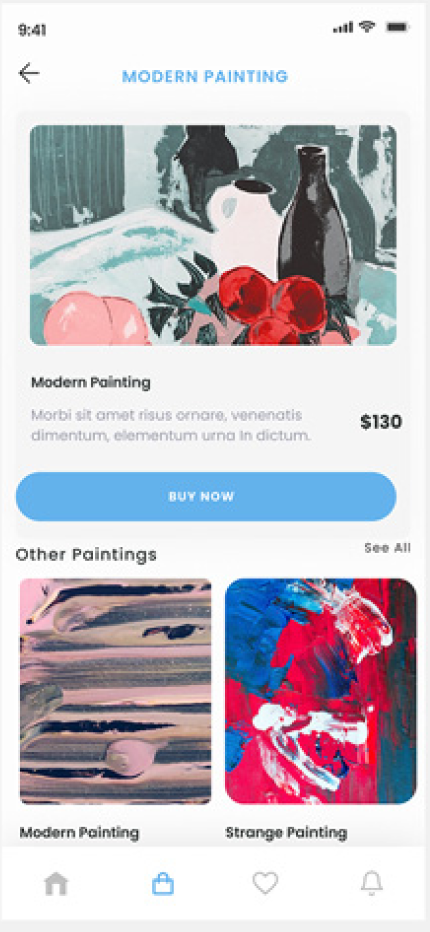 9:41
MODERN PAINTING
Modern Painting
Morbi sit amet risus ornare, venenatis
dimentum, elementum urna In dictum.
$130
BUY NOW
Other Paintings
See All
Modern Painting
Strange Painting